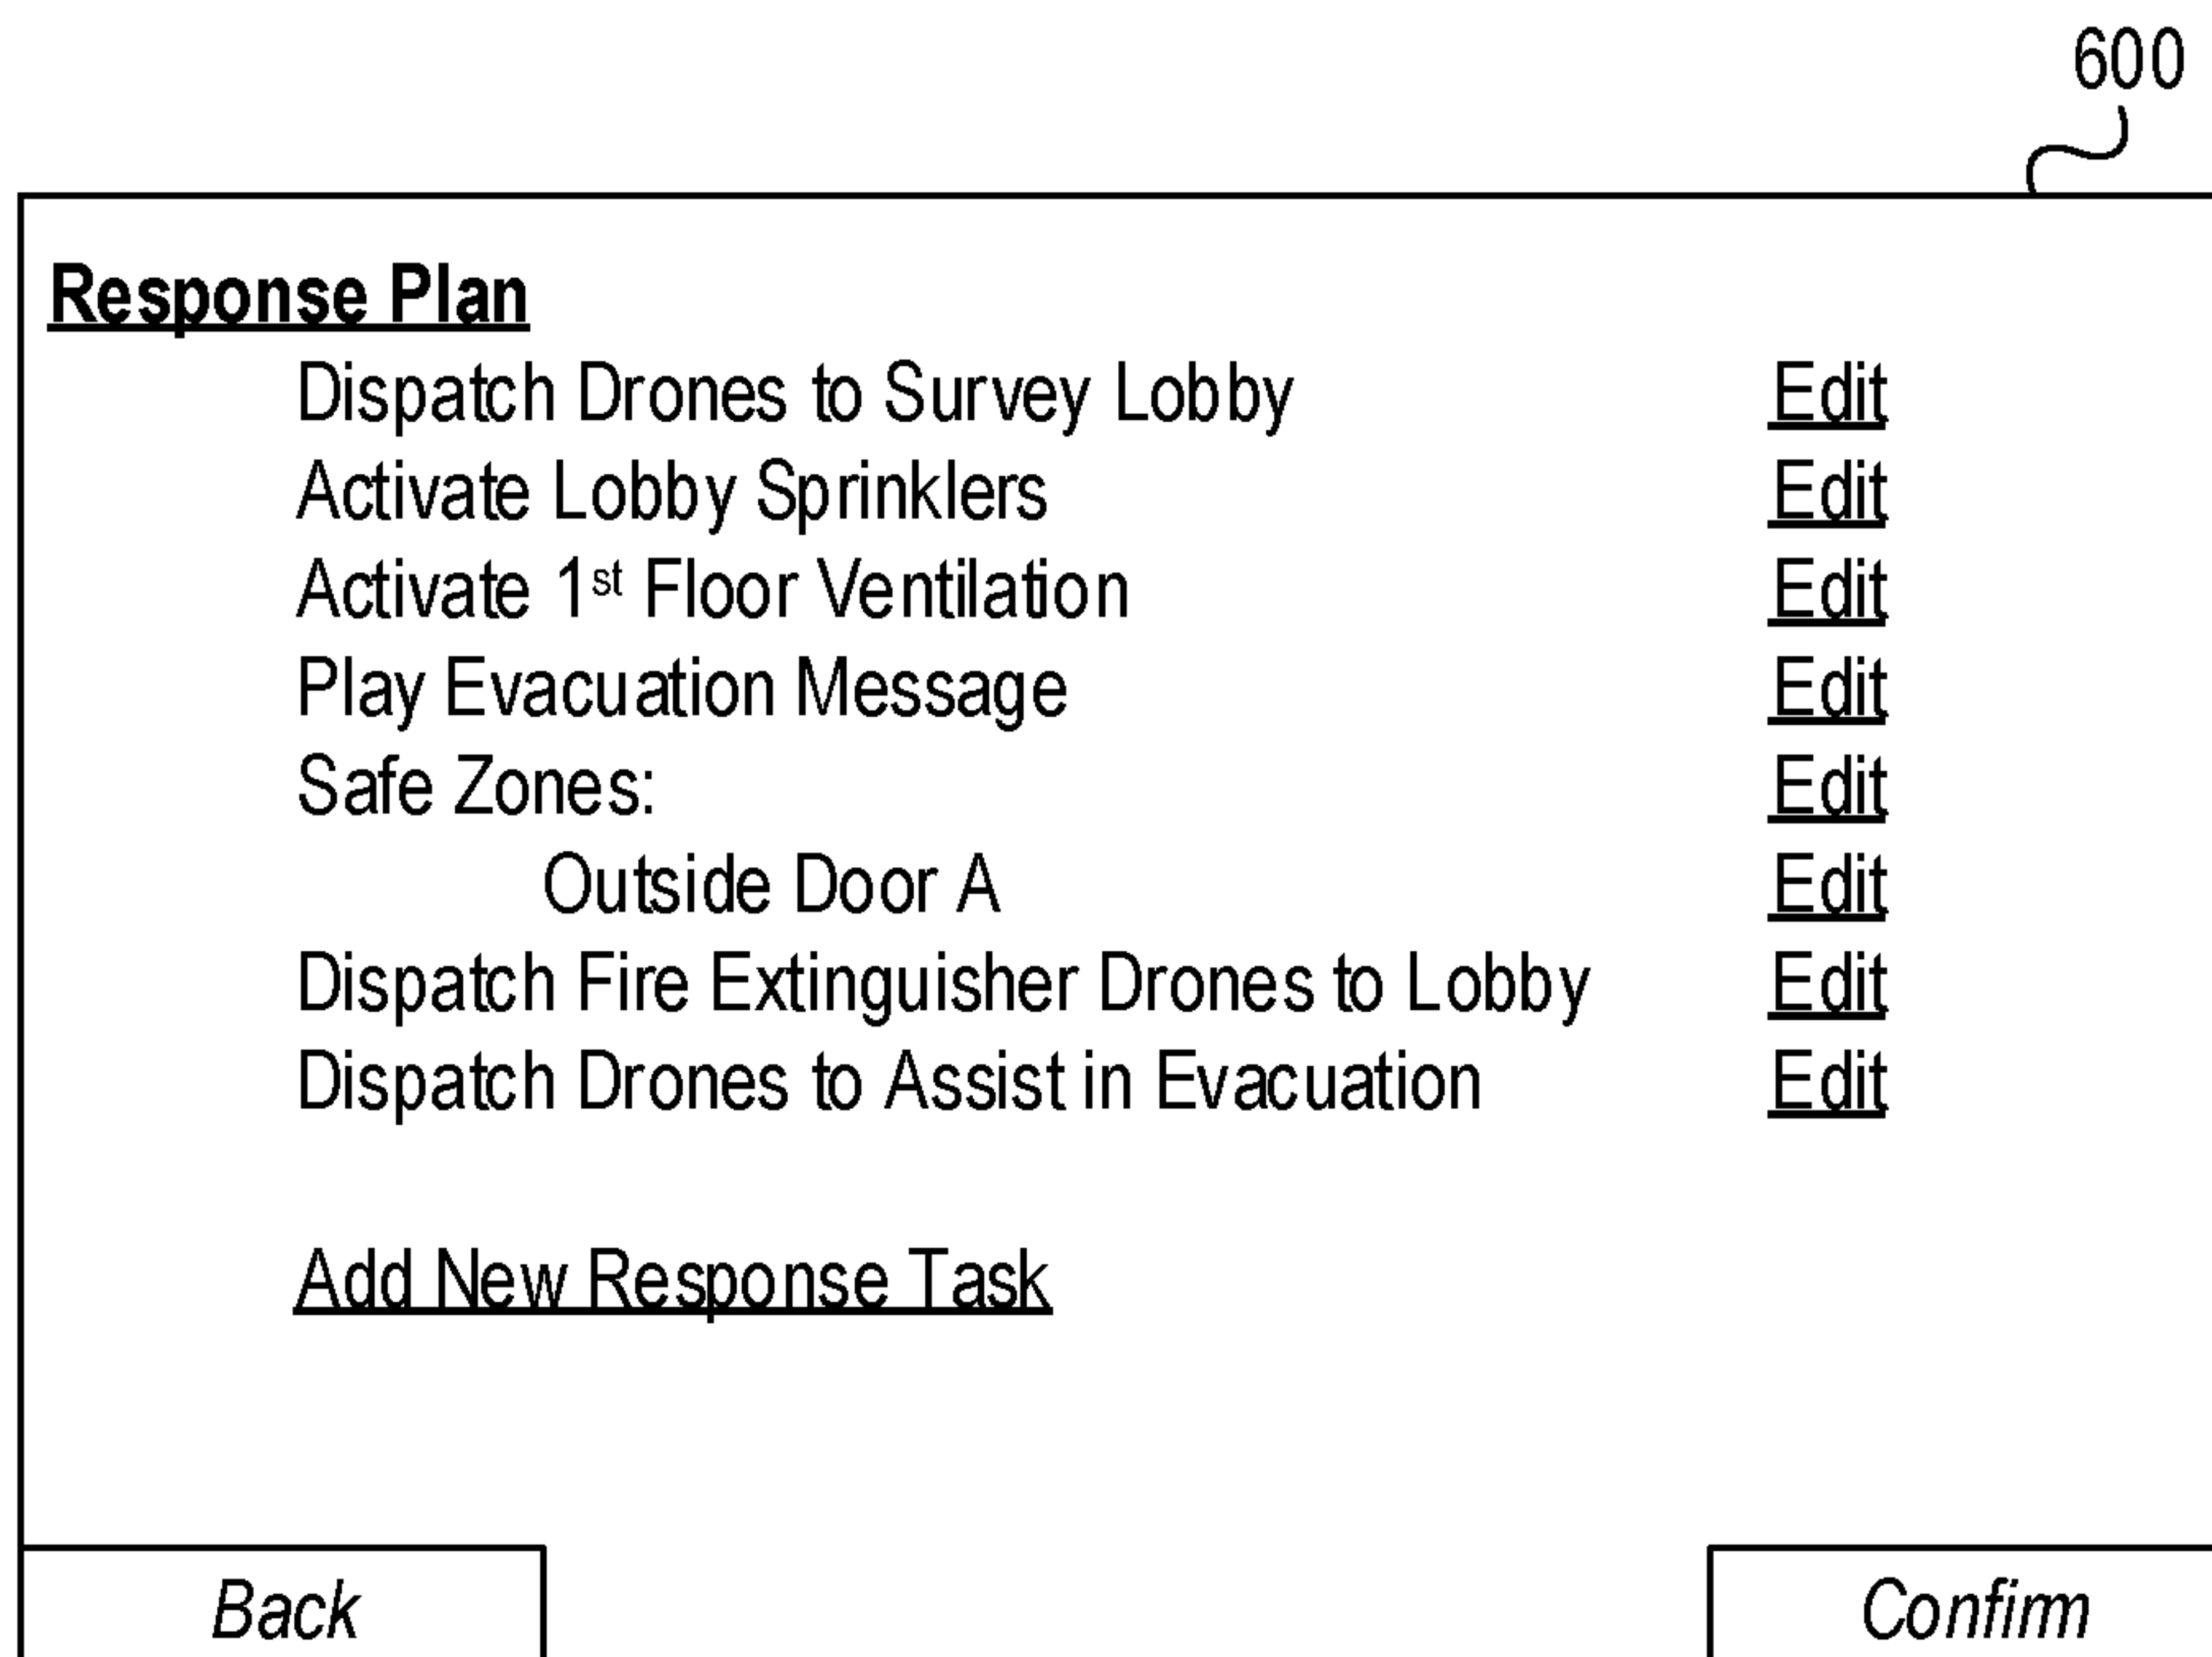 600
Response Plan
Dispatch Drones to Survey Lobby Edit
Activate Lobby Sprinklers Edit
Activate 1st Floor Ventilation Edit
Play Evacuation Message Edit
Safe Zones: Edit
Outside Door A Edit
Dispatch Fire Extinguisher Drones to Lobby Edit
Dispatch Drones to Assist in Evacuation Edit
Add New Response Task
Back Confirm